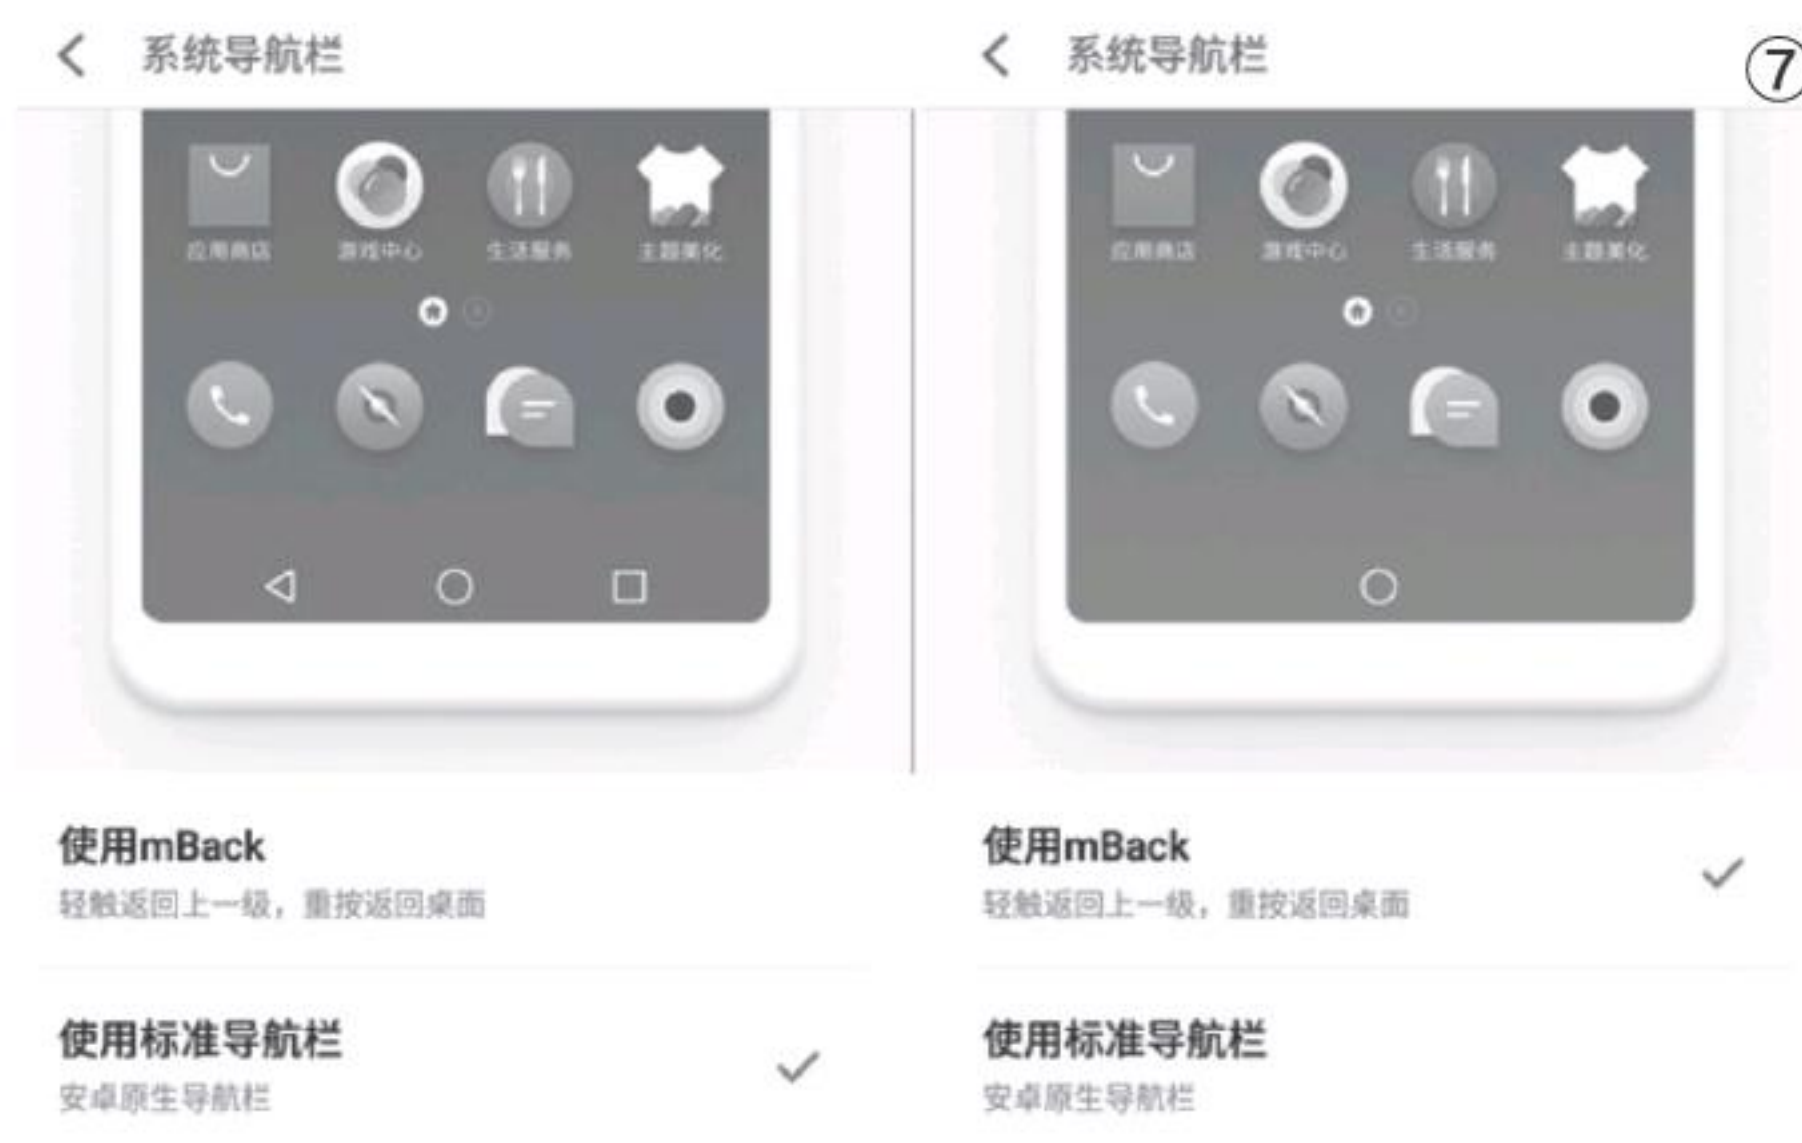 系统导航栏
应用商店 游戏中心 生活服务 主题美化
使用mBack
轻触返回上一级，重按返回桌面
使用标准导航栏
安卓原生导航栏
系统导航栏
⑦
应用商店 游戏中心 生活服务 主题美化
使用mBack
轻触返回上一级，重按返回桌面
使用标准导航栏
安卓原生导航栏